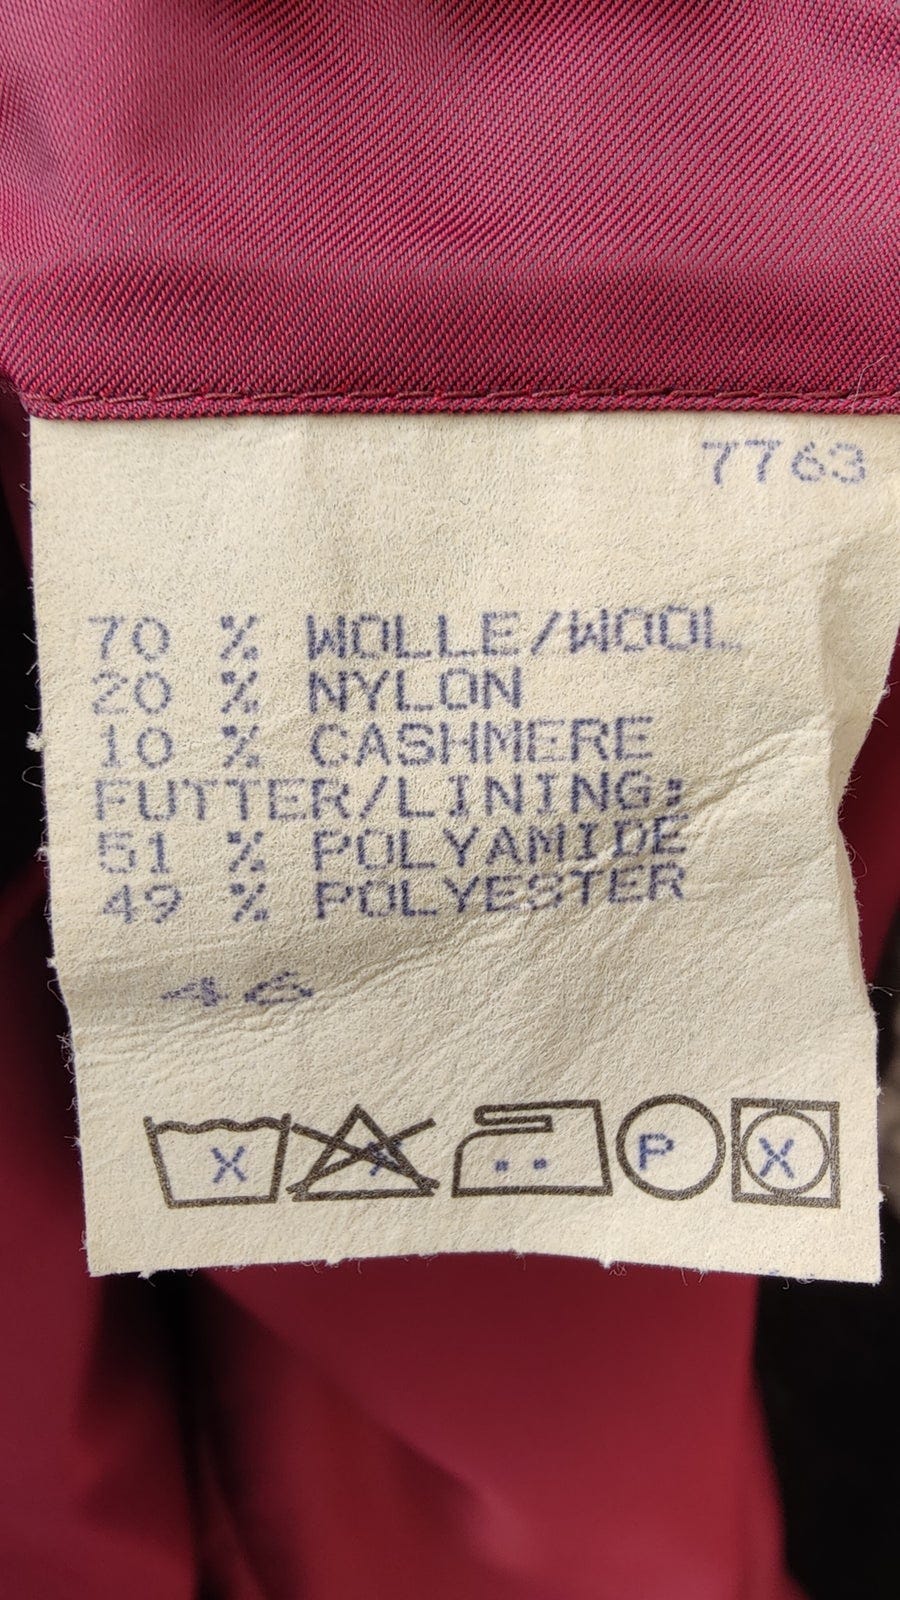 7763
70 % WOLLE/WOOL
20 % NYLON
10 % CASHMERE
FUTTER/LINING:
51 % POLYAMIDE
49 % POLYESTER
46
X X .. P X